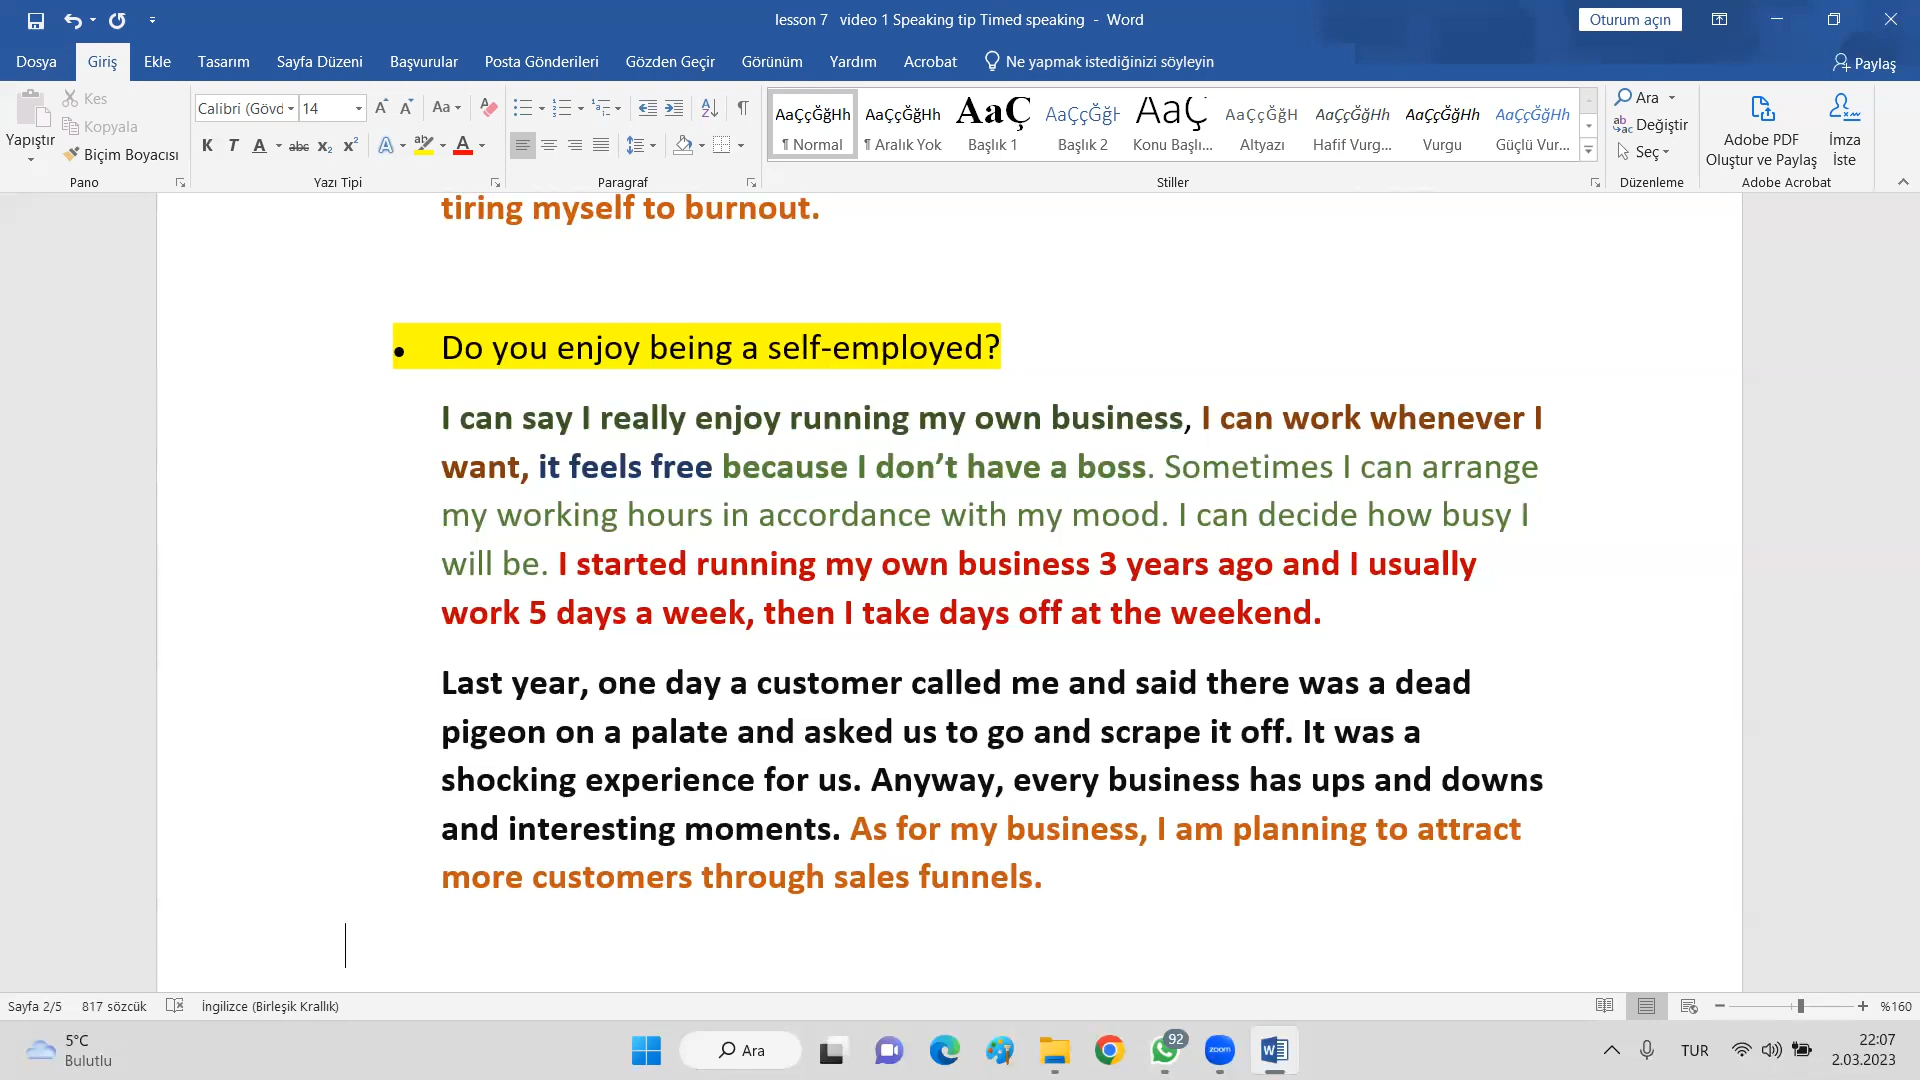 lesson 7 video 1 Speaking tip Timed speaking - Word
Oturum açın
Dosya Giriş Ekle Tasarım Sayfa Düzeni Başvurular Posta Gönderileri Gözden Geçir Görünüm Yardım Acrobat Ne yapmak istediğinizi söyleyin Paylaş
Yapıştır
Kes
Kopyala
Biçim Boyacısı
Pano
Calibri (Gövd 14
Aa
K T A abc x₂ x² A ab A
Yazı Tipi
Paragraf
AaÇçĞğHh AaÇçĞğHh AaÇ AaÇçĞğH AaÇ AaÇçĞğH AaÇçĞğHh AaÇçĞğHh AaÇçĞğHh
¶ Normal ¶ Aralık Yok Başlık 1 Başlık 2 Konu Başlı... Altyazı Hafif Vurg... Vurgu Güçlü Vur...
Stiller
Ara
Değiştir
Seç
Düzenleme
Adobe PDF
Oluştur ve Paylaş
İmza
İste
Adobe Acrobat
tiring myself to burnout.
• Do you enjoy being a self-employed?
I can say I really enjoy running my own business, I can work whenever I
want, it feels free because I don’t have a boss. Sometimes I can arrange
my working hours in accordance with my mood. I can decide how busy I
will be. I started running my own business 3 years ago and I usually
work 5 days a week, then I take days off at the weekend.
Last year, one day a customer called me and said there was a dead
pigeon on a palate and asked us to go and scrape it off. It was a
shocking experience for us. Anyway, every business has ups and downs
and interesting moments. As for my business, I am planning to attract
more customers through sales funnels.
Sayfa 2/5 817 sözcük İngilizce (Birleşik Krallık) %160
5°C
Bulutlu
Ara
92
zoom
TUR
22:07
2.03.2023